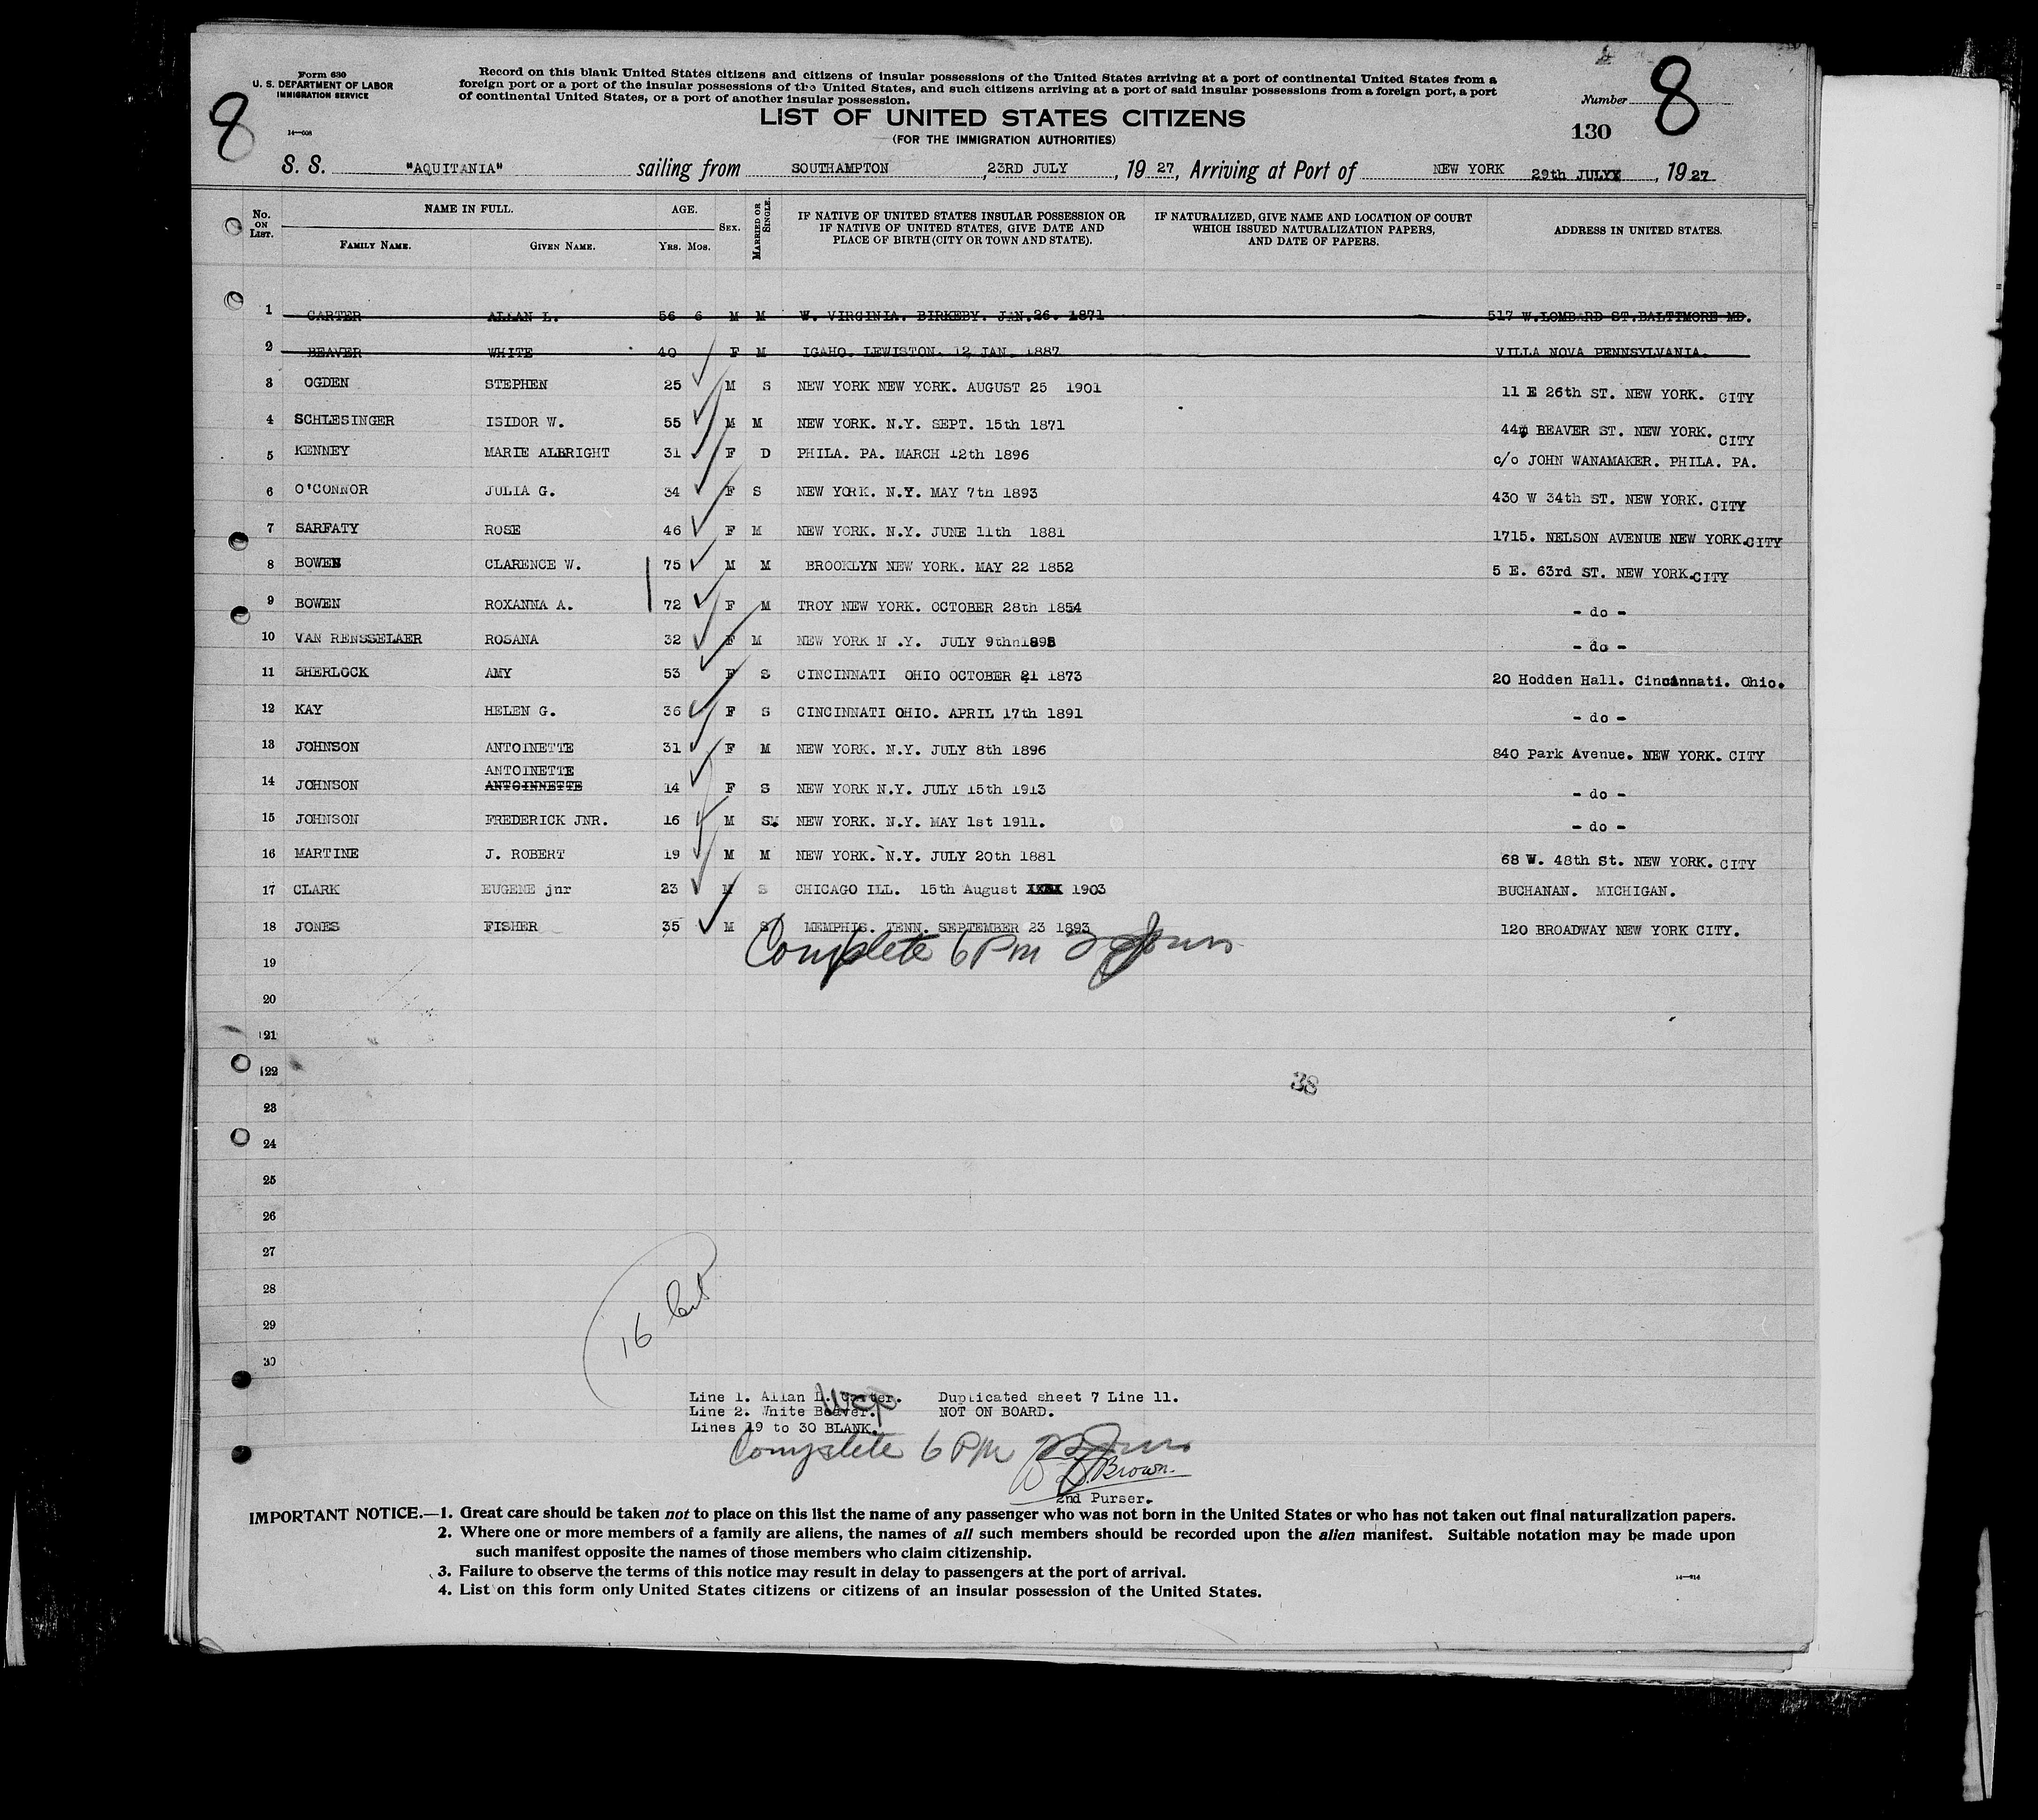 Form 630
U. S. DEPARTMENT OF LABOR
IMMIGRATION SERVICE
14—608
Record on this blank United States citizens and citizens of insular possessions of the United States arriving at a port of continental United States from a
foreign port or a port of the insular possessions of the United States, and such citizens arriving at a port of said insular possessions from a foreign port, a port
of continental United States, or a port of another insular possession.
8
Number 8
130
LIST OF UNITED STATES CITIZENS
(FOR THE IMMIGRATION AUTHORITIES)
S. S. "AQUITANIA" sailing from SOUTHAMPTON ,23RD JULY , 19 27, Arriving at Port of NEW YORK 29th JULYX , 19 27
No. ON LIST. NAME IN FULL. FAMILY NAME. GIVEN NAME. AGE. YRS. MOS. SEX. MARRIED OR SINGLE. IF NATIVE OF UNITED STATES INSULAR POSSESSION OR IF NATIVE OF UNITED STATES, GIVE DATE AND PLACE OF BIRTH (CITY OR TOWN AND STATE). IF NATURALIZED, GIVE NAME AND LOCATION OF COURT WHICH ISSUED NATURALIZATION PAPERS, AND DATE OF PAPERS. ADDRESS IN UNITED STATES.
1 CARTER ALLAN L. 56 6 M M W. VIRGINIA. BIRKEBY. JAN.26. 1871 517 W.LOMBARD ST.BALTIMORE MD.
2 BEAVER WHITE 40 F M IGAHO. LEWISTON. 12 JAN. 1887 VILLA NOVA PENNSYLVANIA.
3 OGDEN STEPHEN 25 M S NEW YORK NEW YORK. AUGUST 25 1901 11 E 26th ST. NEW YORK. CITY
4 SCHLESINGER ISIDOR W. 55 M M NEW YORK. N.Y. SEPT. 15th 1871 44 BEAVER ST. NEW YORK. CITY
5 KENNEY MARIE ALBRIGHT 31 F D PHILA. PA. MARCH 12th 1896 c/o JOHN WANAMAKER. PHILA. PA.
6 O'CONNOR JULIA G. 34 F S NEW YORK. N.Y. MAY 7th 1893 430 W 34th ST. NEW YORK. CITY
7 SARFATY ROSE 46 F M NEW YORK. N.Y. JUNE 11th 1881 1715. NELSON AVENUE NEW YORK.CITY
8 BOWEN CLARENCE W. 75 M M BROOKLYN NEW YORK. MAY 22 1852 5 E. 63rd ST. NEW YORK.CITY
9 BOWEN ROXANNA A. 72 F M TROY NEW YORK. OCTOBER 28th 1854 - do -
10 VAN RENSSELAER ROSANA 32 F M NEW YORK N .Y. JULY 9thn1895 - do -
11 SHERLOCK AMY 53 F S CINCINNATI OHIO OCTOBER 21 1873 20 Hodden Hall. Cincinnati. Ohio.
12 KAY HELEN G. 36 F S CINCINNATI OHIO. APRIL 17th 1891 - do -
13 JOHNSON ANTOINETTE 31 F M NEW YORK. N.Y. JULY 8th 1896 840 Park Avenue. NEW YORK. CITY
ANTOINETTE
14 JOHNSON ANTOINNETTE 14 F S NEW YORK N.Y. JULY 15th 1913 - do -
15 JOHNSON FREDERICK JNR. 16 M SM NEW YORK. N.Y. MAY 1st 1911. - do -
16 MARTINE J. ROBERT 19 M M NEW YORK. N.Y. JULY 20th 1881 68 W. 48th St. NEW YORK. CITY
17 CLARK EUGENE jnr 23 M S CHICAGO ILL. 15th August 1903 BUCHANAN. MICHIGAN.
18 JONES FISHER 35 M S MEMPHIS. TENN. SEPTEMBER 23 1893 120 BROADWAY NEW YORK CITY.
Complete 6 Pm
19
20
21
22
38
23
24
25
26
27
28
29
16
30
Line 1. Allan L. Carter. Duplicated sheet 7 Line 11.
Line 2. White Beaver. NOT ON BOARD.
Lines 19 to 30 BLANK.
Complete 6 PM
Brown.
2nd Purser.
IMPORTANT NOTICE.—1. Great care should be taken not to place on this list the name of any passenger who was not born in the United States or who has not taken out final naturalization papers.
2. Where one or more members of a family are aliens, the names of all such members should be recorded upon the alien manifest. Suitable notation may be made upon
such manifest opposite the names of those members who claim citizenship.
3. Failure to observe the terms of this notice may result in delay to passengers at the port of arrival.
4. List on this form only United States citizens or citizens of an insular possession of the United States.